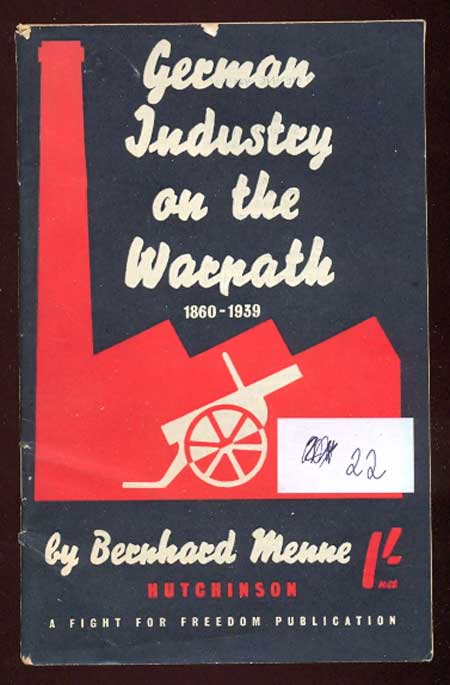 German
Industry
on the
Warpath
1860-1939
22
by Bernhard Menne 1/-
NET
HUTCHINSON
A FIGHT FOR FREEDOM PUBLICATION